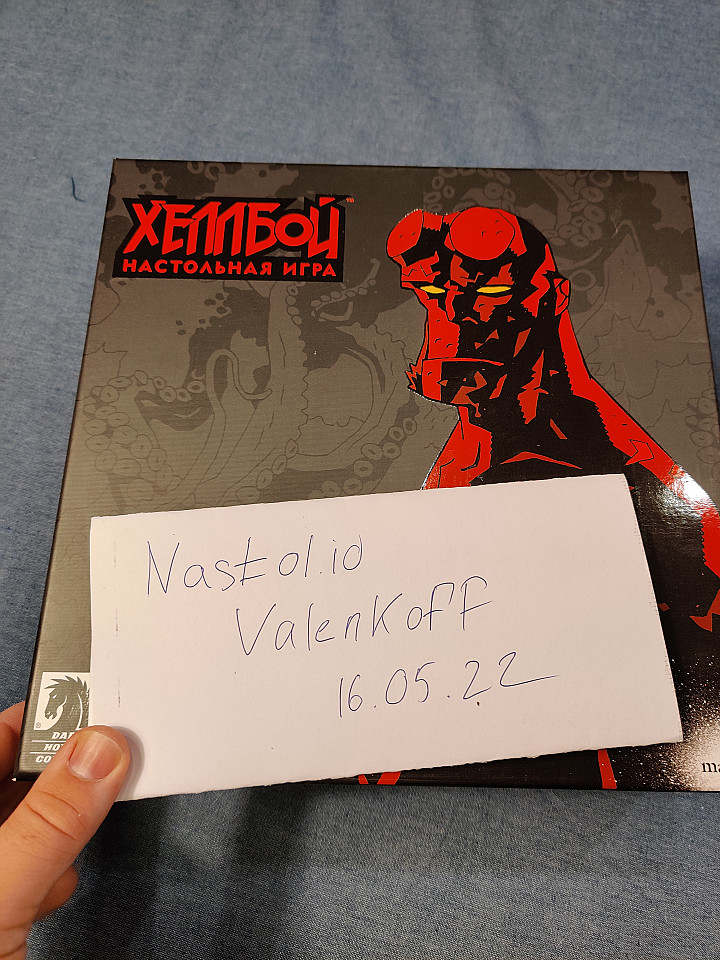 ХЕЛЛБОЙ
НАСТОЛЬНАЯ ИГРА
Nastol.io
Valenkoff
16.05.22